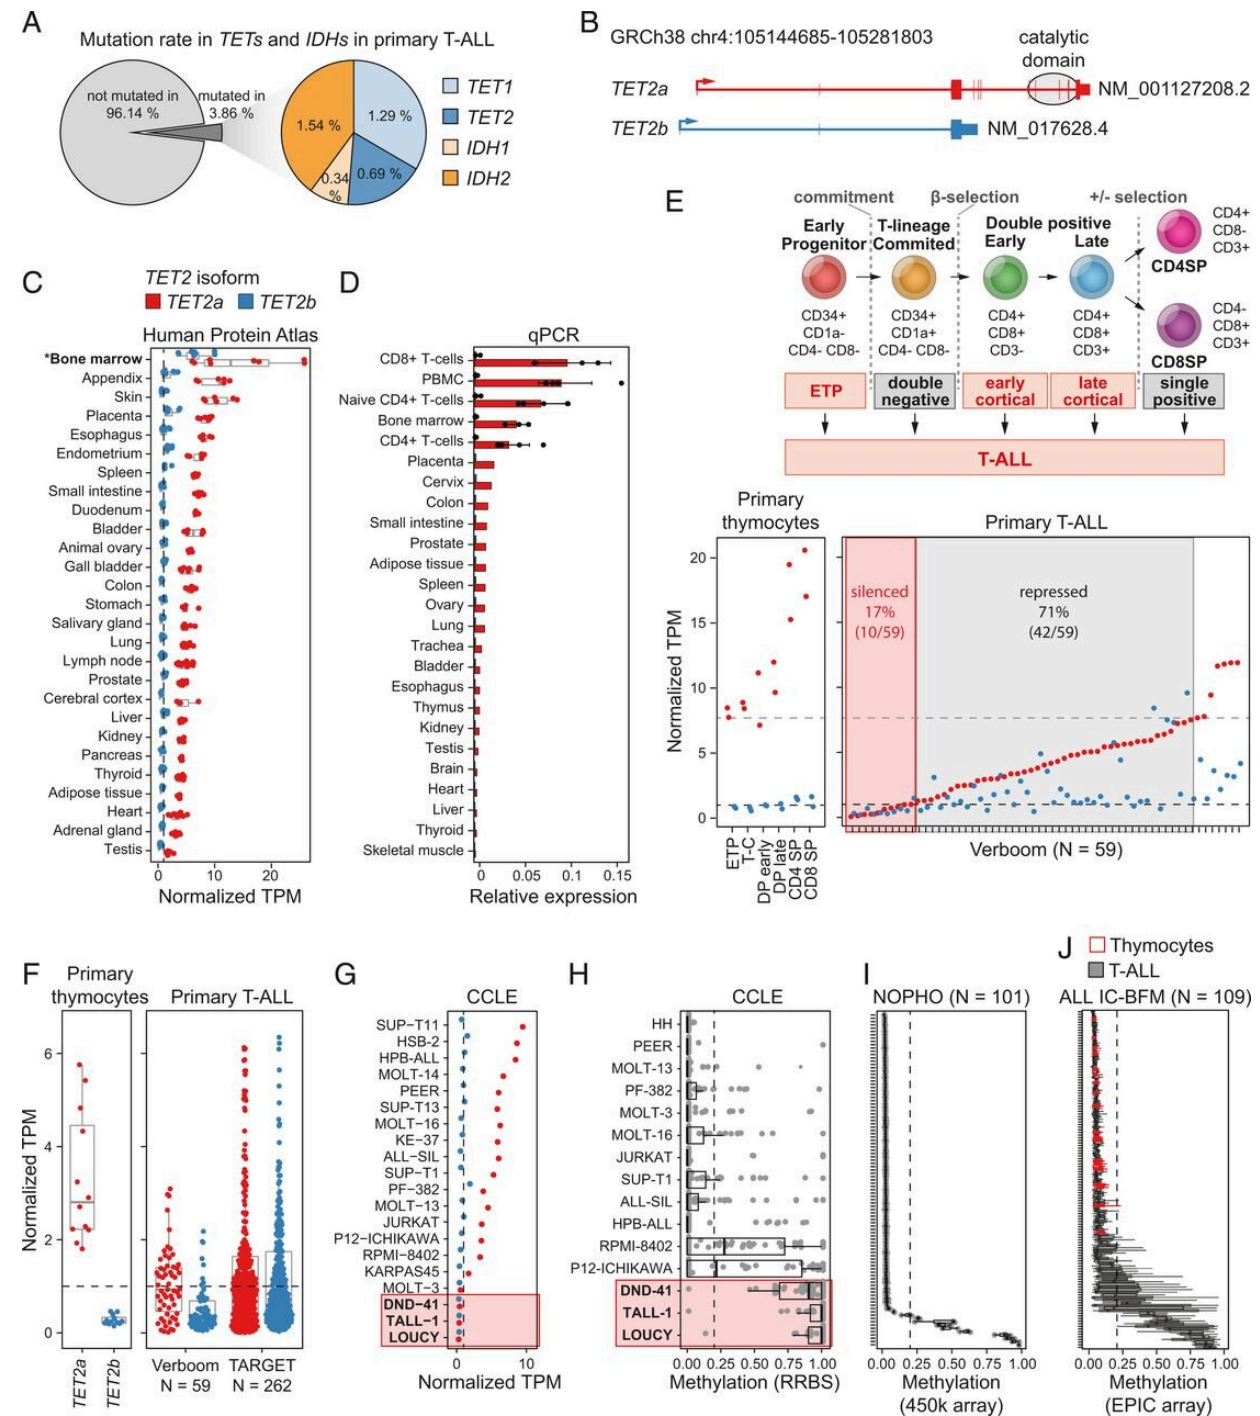 A
Mutation rate in TETs and IDHs in primary T-ALL
not mutated in
96.14 %
mutated in
3.86 %
1.54 %
1.29 %
0.34
%
0.69 %
TET1
TET2
IDH1
IDH2
B
GRCh38 chr4:105144685-105281803
catalytic
domain
TET2a
NM_001127208.2
TET2b
NM_017628.4
C
TET2 isoform
TET2a
TET2b
Human Protein Atlas
*Bone marrow
Appendix
Skin
Placenta
Esophagus
Endometrium
Spleen
Small intestine
Duodenum
Bladder
Animal ovary
Gall bladder
Colon
Stomach
Salivary gland
Lung
Lymph node
Prostate
Cerebral cortex
Liver
Kidney
Pancreas
Thyroid
Adipose tissue
Heart
Adrenal gland
Testis
0 10 20
Normalized TPM
D
qPCR
CD8+ T-cells
PBMC
Naive CD4+ T-cells
Bone marrow
CD4+ T-cells
Placenta
Cervix
Colon
Small intestine
Prostate
Adipose tissue
Spleen
Ovary
Lung
Trachea
Bladder
Esophagus
Thymus
Kidney
Testis
Brain
Heart
Liver
Thyroid
Skeletal muscle
0 0.05 0.1 0.15
Relative expression
E
commitment
β-selection
+/- selection
Early
Progenitor
T-lineage
Commited
Double positive
Early Late
CD4SP
CD4+
CD8-
CD3+
CD8SP
CD4-
CD8+
CD3+
CD34+
CD1a-
CD4- CD8-
CD34+
CD1a+
CD4- CD8-
CD4+
CD8+
CD3-
CD4+
CD8+
CD3+
ETP
double
negative
early
cortical
late
cortical
single
positive
T-ALL
Primary
thymocytes
Primary T-ALL
Normalized TPM
20
15
10
5
0
silenced
17%
(10/59)
repressed
71%
(42/59)
ETP
T-C
DP early
DP late
CD4 SP
CD8 SP
Verboom (N = 59)
F
Primary
thymocytes
Primary T-ALL
Normalized TPM
6
4
2
0
TET2a
TET2b
Verboom
N = 59
TARGET
N = 262
G
CCLE
SUP−T11
HSB-2
HPB-ALL
MOLT-14
PEER
SUP-T13
MOLT−16
KE-37
ALL−SIL
SUP−T1
PF-382
MOLT−13
JURKAT
P12−ICHIKAWA
RPMI−8402
KARPAS45
MOLT−3
DND−41
TALL−1
LOUCY
0 10
Normalized TPM
H
CCLE
HH
PEER
MOLT-13
PF-382
MOLT-3
MOLT-16
JURKAT
SUP-T1
ALL-SIL
HPB-ALL
RPMI-8402
P12-ICHIKAWA
DND-41
TALL-1
LOUCY
0.00 0.25 0.50 0.75 1.00
Methylation (RRBS)
I
NOPHO (N = 101)
0.00 0.25 0.50 0.75 1.00
Methylation
(450k array)
J
Thymocytes
T-ALL
ALL IC-BFM (N = 109)
0.00 0.25 0.50 0.75 1.00
Methylation
(EPIC array)